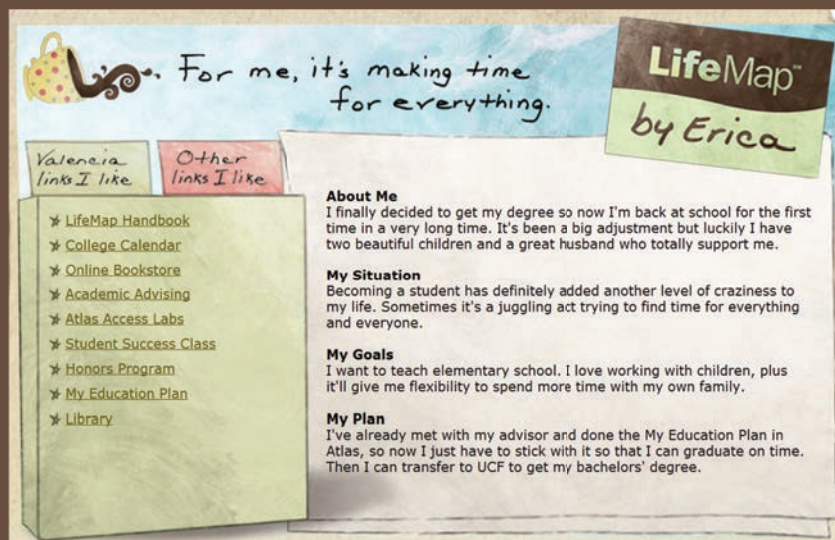 For me, it's making time
for everything.
LifeMap℠
by Erica
Valencia
links I like
Other
links I like
LifeMap Handbook
College Calendar
Online Bookstore
Academic Advising
Atlas Access Labs
Student Success Class
Honors Program
My Education Plan
Library
About Me
I finally decided to get my degree so now I'm back at school for the first
time in a very long time. It's been a big adjustment but luckily I have
two beautiful children and a great husband who totally support me.
My Situation
Becoming a student has definitely added another level of craziness to
my life. Sometimes it's a juggling act trying to find time for everything
and everyone.
My Goals
I want to teach elementary school. I love working with children, plus
it'll give me flexibility to spend more time with my own family.
My Plan
I've already met with my advisor and done the My Education Plan in
Atlas, so now I just have to stick with it so that I can graduate on time.
Then I can transfer to UCF to get my bachelors' degree.